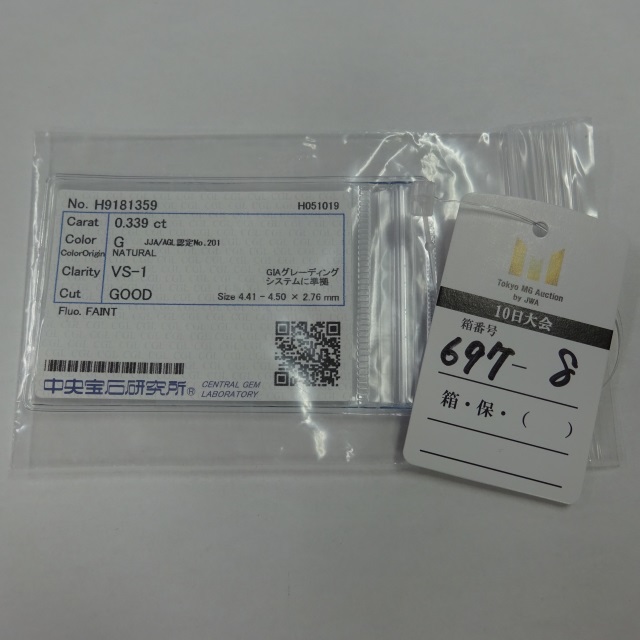 No. H9181359 H051019
Carat 0.339 ct
Color G JJA/AGL認定No.201
ColorOrigin NATURAL
Clarity VS-1 GIAグレーディング
システムに準拠
Cut GOOD Size 4.41 - 4.50 × 2.76 mm
Fluo. FAINT
中央宝石研究所® CENTRAL GEM
LABORATORY
Tokyo MG Auction
by JWA
10日大会
箱番号
697-8
箱・保・( )